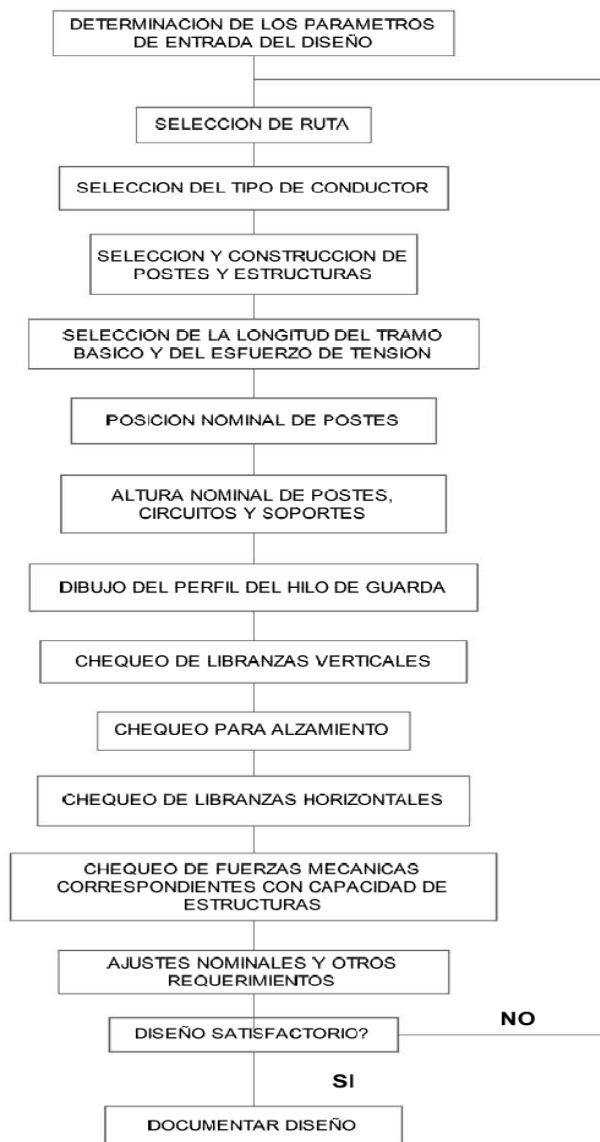 DETERMINACION DE LOS PARAMETROS
DE ENTRADA DEL DISEÑO
SELECCION DE RUTA
SELECCION DEL TIPO DE CONDUCTOR
SELECCION Y CONSTRUCCION DE
POSTES Y ESTRUCTURAS
SELECCION DE LA LONGITUD DEL TRAMO
BASICO Y DEL ESFUERZO DE TENSION
POSICION NOMINAL DE POSTES
ALTURA NOMINAL DE POSTES,
CIRCUITOS Y SOPORTES
DIBUJO DEL PERFIL DEL HILO DE GUARDA
CHEQUEO DE LIBRANZAS VERTICALES
CHEQUEO PARA ALZAMIENTO
CHEQUEO DE LIBRANZAS HORIZONTALES
CHEQUEO DE FUERZAS MECANICAS
CORRESPONDIENTES CON CAPACIDAD DE
ESTRUCTURAS
AJUSTES NOMINALES Y OTROS
REQUERIMIENTOS
DISEÑO SATISFACTORIO?
NO
SI
DOCUMENTAR DISEÑO